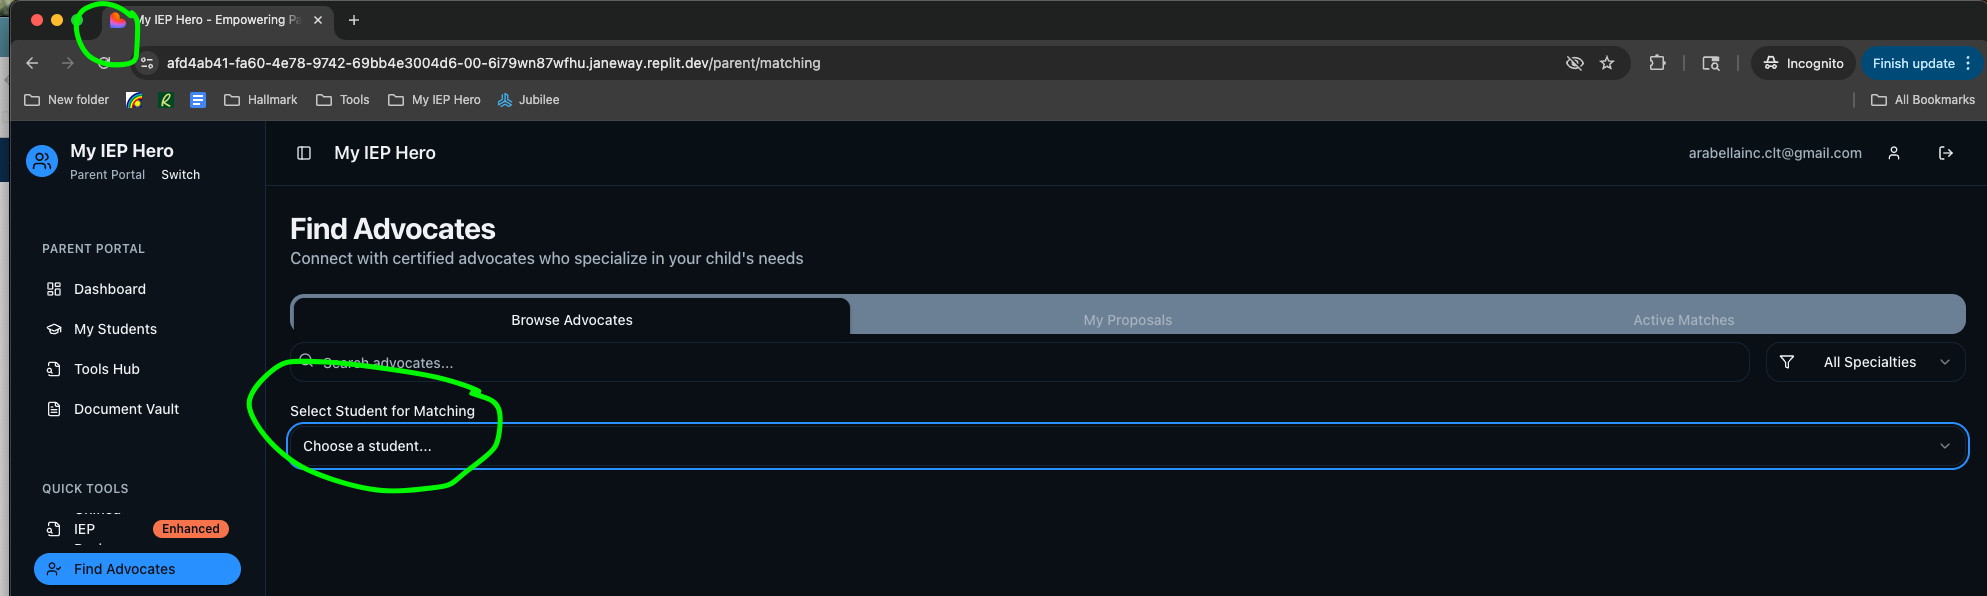 My IEP Hero - Empowering Pa
afd4ab41-fa60-4e78-9742-69bb4e3004d6-00-6i79wn87wfhu.janeway.replit.dev/parent/matching
Incognito
Finish update
New folder
Hallmark
Tools
My IEP Hero
Jubilee
All Bookmarks
My IEP Hero
Parent Portal Switch
My IEP Hero
arabellainc.clt@gmail.com
PARENT PORTAL
Dashboard
My Students
Tools Hub
Document Vault
QUICK TOOLS
IEP
Enhanced
Find Advocates
Find Advocates
Connect with certified advocates who specialize in your child's needs
Browse Advocates
My Proposals
Active Matches
Search advocates...
All Specialties
Select Student for Matching
Choose a student...